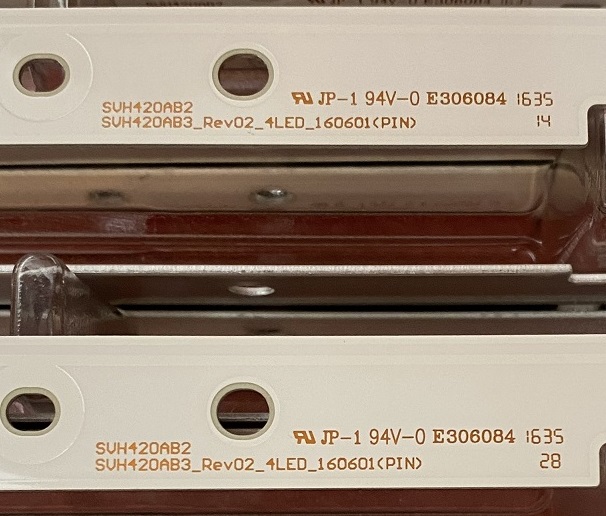 SVH420AB2
SVH420AB3_Rev02_4LED_160601(PIN)
JP-1 94V-0 E306084 1635
14
SVH420AB2
SVH420AB3_Rev02_4LED_160601(PIN)
JP-1 94V-0 E306084 1635
28